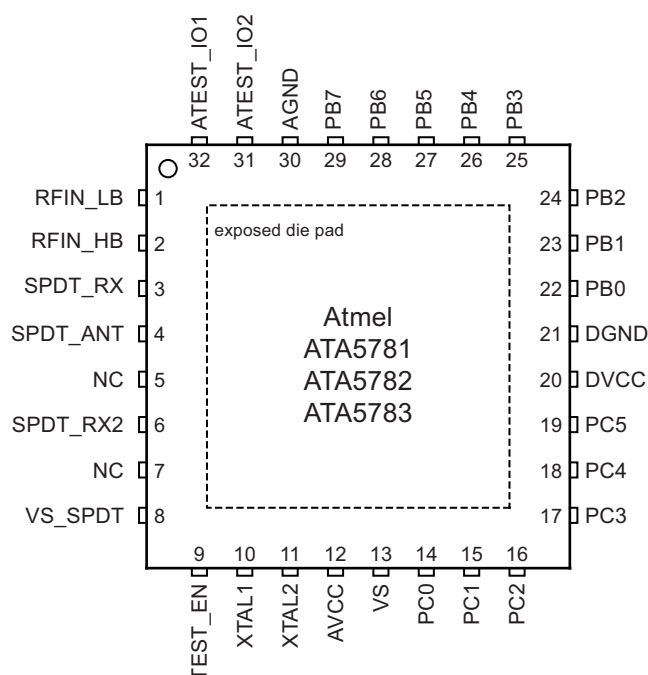 ATEST_IO1
ATEST_IO2
AGND
PB7
PB6
PB5
PB4
PB3
32
31
30
29
28
27
26
25
RFIN_LB 1
RFIN_HB 2
SPDT_RX 3
SPDT_ANT 4
NC 5
SPDT_RX2 6
NC 7
VS_SPDT 8
exposed die pad
Atmel
ATA5781
ATA5782
ATA5783
24 PB2
23 PB1
22 PB0
21 DGND
20 DVCC
19 PC5
18 PC4
17 PC3
9
10
11
12
13
14
15
16
TEST_EN
XTAL1
XTAL2
AVCC
VS
PC0
PC1
PC2